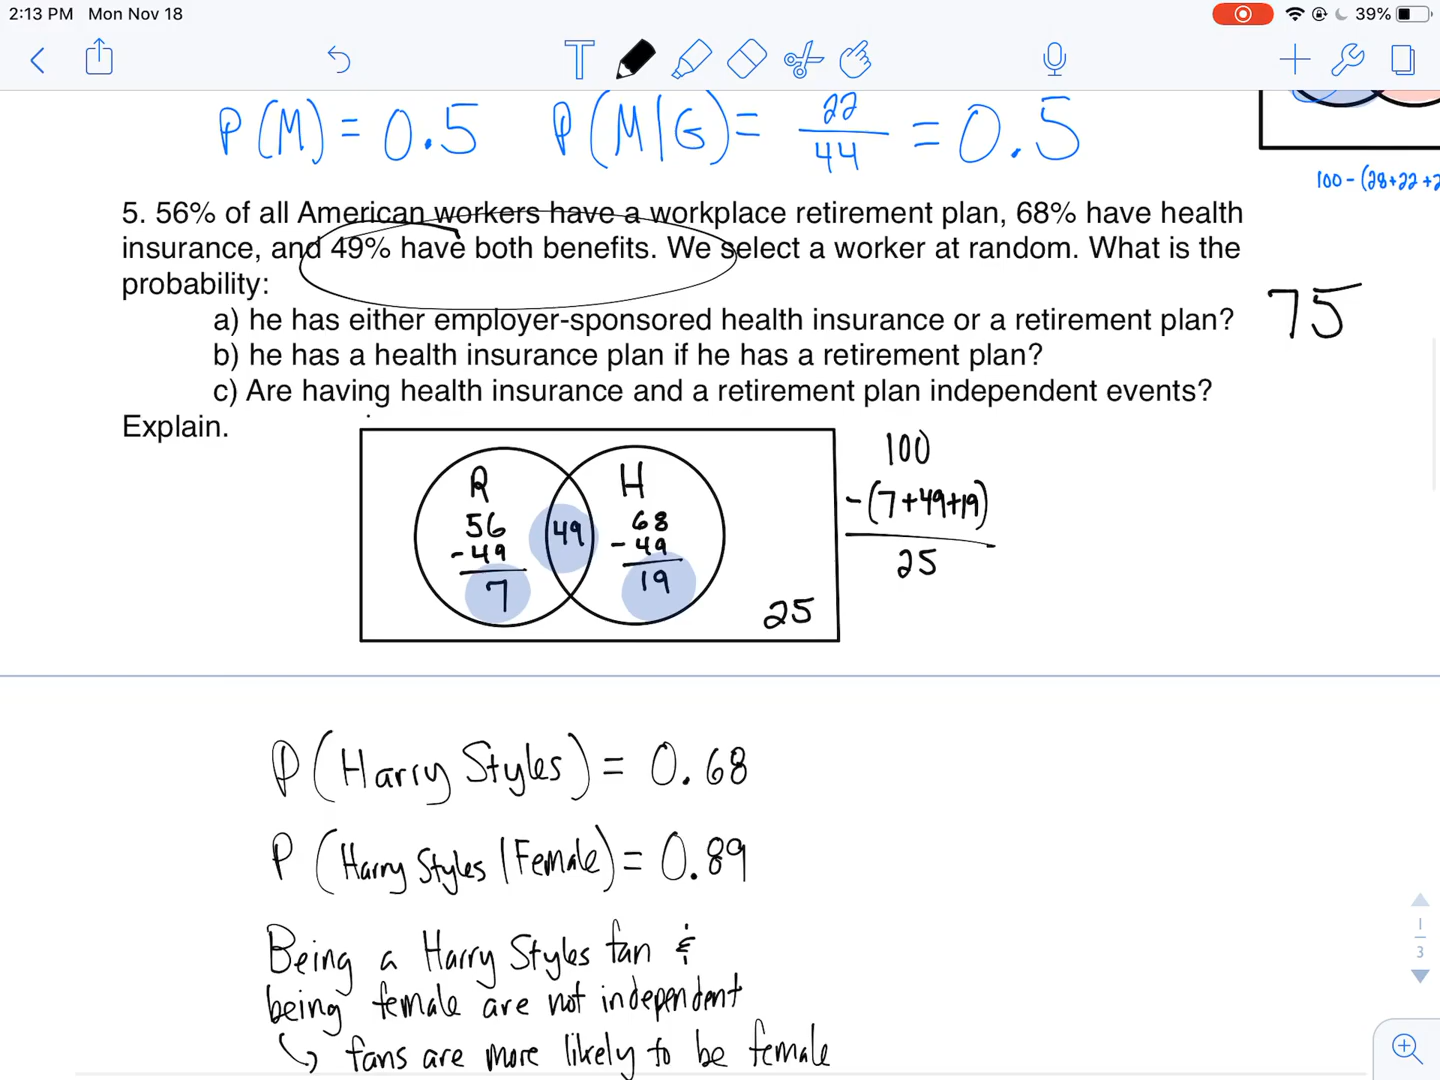 2:13 PM Mon Nov 18
39%
T
P(M) = 0.5 P(M|G) = 22/44 = 0.5
100-(28+22+2
5. 56% of all American workers have a workplace retirement plan, 68% have health
insurance, and 49% have both benefits. We select a worker at random. What is the
probability:
a) he has either employer-sponsored health insurance or a retirement plan? 75
b) he has a health insurance plan if he has a retirement plan?
c) Are having health insurance and a retirement plan independent events?
Explain.
R H
56 49 68
-49 -49
7 19
25
100
-(7+49+19)
25
P(Harry Styles) = 0.68
P(Harry Styles|Female) = 0.89
Being a Harry Styles fan &
being female are not independent
↳ fans are more likely to be female
1
3